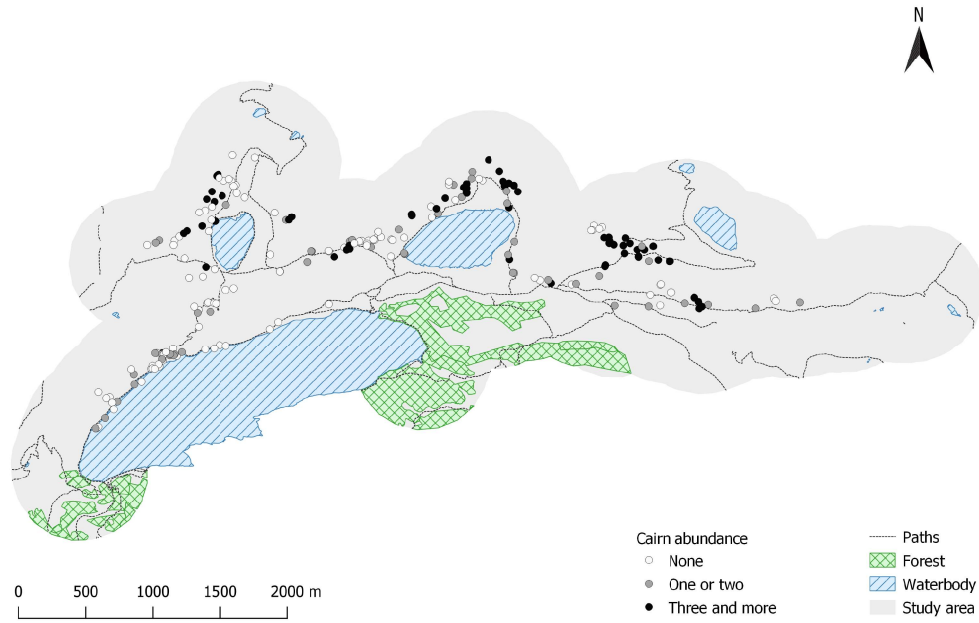 N
Cairn abundance
None
One or two
Three and more
Paths
Forest
Waterbody
Study area
0 500 1000 1500 2000 m